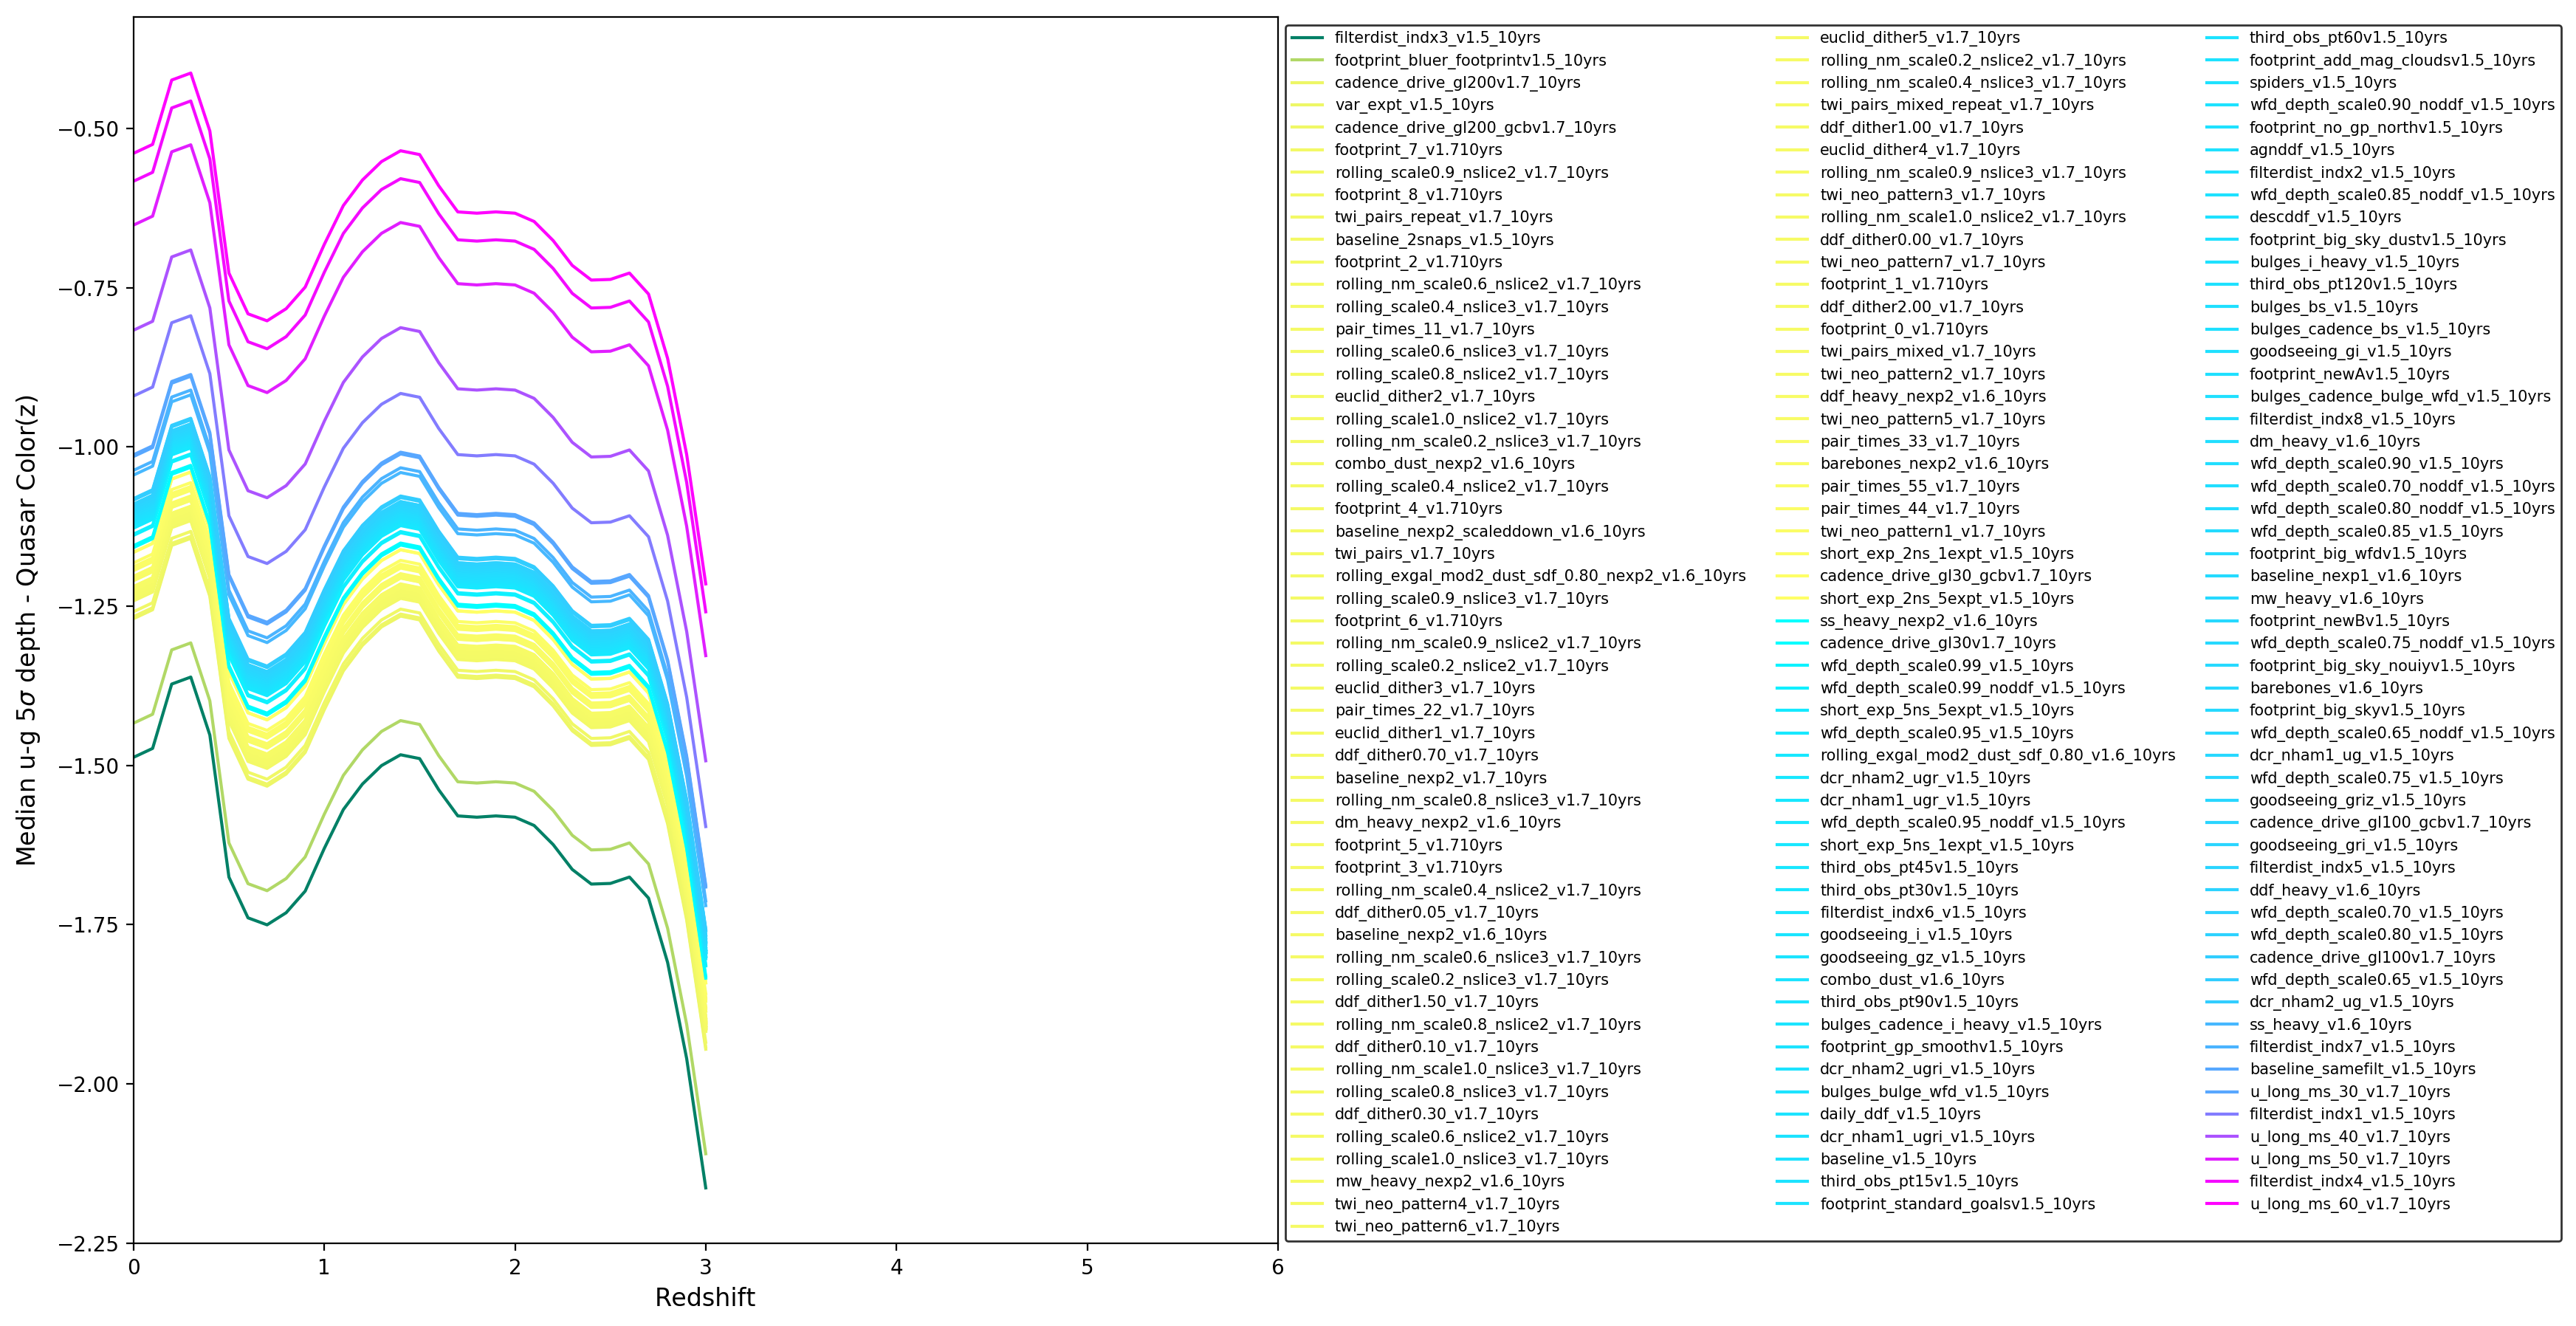 −0.50
−0.75
−1.00
−1.25
−1.50
−1.75
−2.00
−2.25
Median u-g 5σ depth - Quasar Color(z)
0 1 2 3 4 5 6
Redshift
filterdist_indx3_v1.5_10yrs
footprint_bluer_footprintv1.5_10yrs
cadence_drive_gl200v1.7_10yrs
var_expt_v1.5_10yrs
cadence_drive_gl200_gcbv1.7_10yrs
footprint_7_v1.710yrs
rolling_scale0.9_nslice2_v1.7_10yrs
footprint_8_v1.710yrs
twi_pairs_repeat_v1.7_10yrs
baseline_2snaps_v1.5_10yrs
footprint_2_v1.710yrs
rolling_nm_scale0.6_nslice2_v1.7_10yrs
rolling_scale0.4_nslice3_v1.7_10yrs
pair_times_11_v1.7_10yrs
rolling_scale0.6_nslice3_v1.7_10yrs
rolling_scale0.8_nslice2_v1.7_10yrs
euclid_dither2_v1.7_10yrs
rolling_scale1.0_nslice2_v1.7_10yrs
rolling_nm_scale0.2_nslice3_v1.7_10yrs
combo_dust_nexp2_v1.6_10yrs
rolling_scale0.4_nslice2_v1.7_10yrs
footprint_4_v1.710yrs
baseline_nexp2_scaleddown_v1.6_10yrs
twi_pairs_v1.7_10yrs
rolling_exgal_mod2_dust_sdf_0.80_nexp2_v1.6_10yrs
rolling_scale0.9_nslice3_v1.7_10yrs
footprint_6_v1.710yrs
rolling_nm_scale0.9_nslice2_v1.7_10yrs
rolling_scale0.2_nslice2_v1.7_10yrs
euclid_dither3_v1.7_10yrs
pair_times_22_v1.7_10yrs
euclid_dither1_v1.7_10yrs
ddf_dither0.70_v1.7_10yrs
baseline_nexp2_v1.7_10yrs
rolling_nm_scale0.8_nslice3_v1.7_10yrs
dm_heavy_nexp2_v1.6_10yrs
footprint_5_v1.710yrs
footprint_3_v1.710yrs
rolling_nm_scale0.4_nslice2_v1.7_10yrs
ddf_dither0.05_v1.7_10yrs
baseline_nexp2_v1.6_10yrs
rolling_nm_scale0.6_nslice3_v1.7_10yrs
rolling_scale0.2_nslice3_v1.7_10yrs
ddf_dither1.50_v1.7_10yrs
rolling_nm_scale0.8_nslice2_v1.7_10yrs
ddf_dither0.10_v1.7_10yrs
rolling_nm_scale1.0_nslice3_v1.7_10yrs
rolling_scale0.8_nslice3_v1.7_10yrs
ddf_dither0.30_v1.7_10yrs
rolling_scale0.6_nslice2_v1.7_10yrs
rolling_scale1.0_nslice3_v1.7_10yrs
mw_heavy_nexp2_v1.6_10yrs
twi_neo_pattern4_v1.7_10yrs
twi_neo_pattern6_v1.7_10yrs
euclid_dither5_v1.7_10yrs
rolling_nm_scale0.2_nslice2_v1.7_10yrs
rolling_nm_scale0.4_nslice3_v1.7_10yrs
twi_pairs_mixed_repeat_v1.7_10yrs
ddf_dither1.00_v1.7_10yrs
euclid_dither4_v1.7_10yrs
rolling_nm_scale0.9_nslice3_v1.7_10yrs
twi_neo_pattern3_v1.7_10yrs
rolling_nm_scale1.0_nslice2_v1.7_10yrs
ddf_dither0.00_v1.7_10yrs
twi_neo_pattern7_v1.7_10yrs
footprint_1_v1.710yrs
ddf_dither2.00_v1.7_10yrs
footprint_0_v1.710yrs
twi_pairs_mixed_v1.7_10yrs
twi_neo_pattern2_v1.7_10yrs
ddf_heavy_nexp2_v1.6_10yrs
twi_neo_pattern5_v1.7_10yrs
pair_times_33_v1.7_10yrs
barebones_nexp2_v1.6_10yrs
pair_times_55_v1.7_10yrs
pair_times_44_v1.7_10yrs
twi_neo_pattern1_v1.7_10yrs
short_exp_2ns_1expt_v1.5_10yrs
cadence_drive_gl30_gcbv1.7_10yrs
short_exp_2ns_5expt_v1.5_10yrs
ss_heavy_nexp2_v1.6_10yrs
cadence_drive_gl30v1.7_10yrs
wfd_depth_scale0.99_v1.5_10yrs
wfd_depth_scale0.99_noddf_v1.5_10yrs
short_exp_5ns_5expt_v1.5_10yrs
wfd_depth_scale0.95_v1.5_10yrs
rolling_exgal_mod2_dust_sdf_0.80_v1.6_10yrs
dcr_nham2_ugr_v1.5_10yrs
dcr_nham1_ugr_v1.5_10yrs
wfd_depth_scale0.95_noddf_v1.5_10yrs
short_exp_5ns_1expt_v1.5_10yrs
third_obs_pt45v1.5_10yrs
third_obs_pt30v1.5_10yrs
filterdist_indx6_v1.5_10yrs
goodseeing_i_v1.5_10yrs
goodseeing_gz_v1.5_10yrs
combo_dust_v1.6_10yrs
third_obs_pt90v1.5_10yrs
bulges_cadence_i_heavy_v1.5_10yrs
footprint_gp_smoothv1.5_10yrs
dcr_nham2_ugri_v1.5_10yrs
bulges_bulge_wfd_v1.5_10yrs
daily_ddf_v1.5_10yrs
dcr_nham1_ugri_v1.5_10yrs
baseline_v1.5_10yrs
third_obs_pt15v1.5_10yrs
footprint_standard_goalsv1.5_10yrs
third_obs_pt60v1.5_10yrs
footprint_add_mag_cloudsv1.5_10yrs
spiders_v1.5_10yrs
wfd_depth_scale0.90_noddf_v1.5_10yrs
footprint_no_gp_northv1.5_10yrs
agnddf_v1.5_10yrs
filterdist_indx2_v1.5_10yrs
wfd_depth_scale0.85_noddf_v1.5_10yrs
descddf_v1.5_10yrs
footprint_big_sky_dustv1.5_10yrs
bulges_i_heavy_v1.5_10yrs
third_obs_pt120v1.5_10yrs
bulges_bs_v1.5_10yrs
bulges_cadence_bs_v1.5_10yrs
goodseeing_gi_v1.5_10yrs
footprint_newAv1.5_10yrs
bulges_cadence_bulge_wfd_v1.5_10yrs
filterdist_indx8_v1.5_10yrs
dm_heavy_v1.6_10yrs
wfd_depth_scale0.90_v1.5_10yrs
wfd_depth_scale0.70_noddf_v1.5_10yrs
wfd_depth_scale0.80_noddf_v1.5_10yrs
wfd_depth_scale0.85_v1.5_10yrs
footprint_big_wfdv1.5_10yrs
baseline_nexp1_v1.6_10yrs
mw_heavy_v1.6_10yrs
footprint_newBv1.5_10yrs
wfd_depth_scale0.75_noddf_v1.5_10yrs
footprint_big_sky_nouiyv1.5_10yrs
barebones_v1.6_10yrs
footprint_big_skyv1.5_10yrs
wfd_depth_scale0.65_noddf_v1.5_10yrs
dcr_nham1_ug_v1.5_10yrs
wfd_depth_scale0.75_v1.5_10yrs
goodseeing_griz_v1.5_10yrs
cadence_drive_gl100_gcbv1.7_10yrs
goodseeing_gri_v1.5_10yrs
filterdist_indx5_v1.5_10yrs
ddf_heavy_v1.6_10yrs
wfd_depth_scale0.70_v1.5_10yrs
wfd_depth_scale0.80_v1.5_10yrs
cadence_drive_gl100v1.7_10yrs
wfd_depth_scale0.65_v1.5_10yrs
dcr_nham2_ug_v1.5_10yrs
ss_heavy_v1.6_10yrs
filterdist_indx7_v1.5_10yrs
baseline_samefilt_v1.5_10yrs
u_long_ms_30_v1.7_10yrs
filterdist_indx1_v1.5_10yrs
u_long_ms_40_v1.7_10yrs
u_long_ms_50_v1.7_10yrs
filterdist_indx4_v1.5_10yrs
u_long_ms_60_v1.7_10yrs